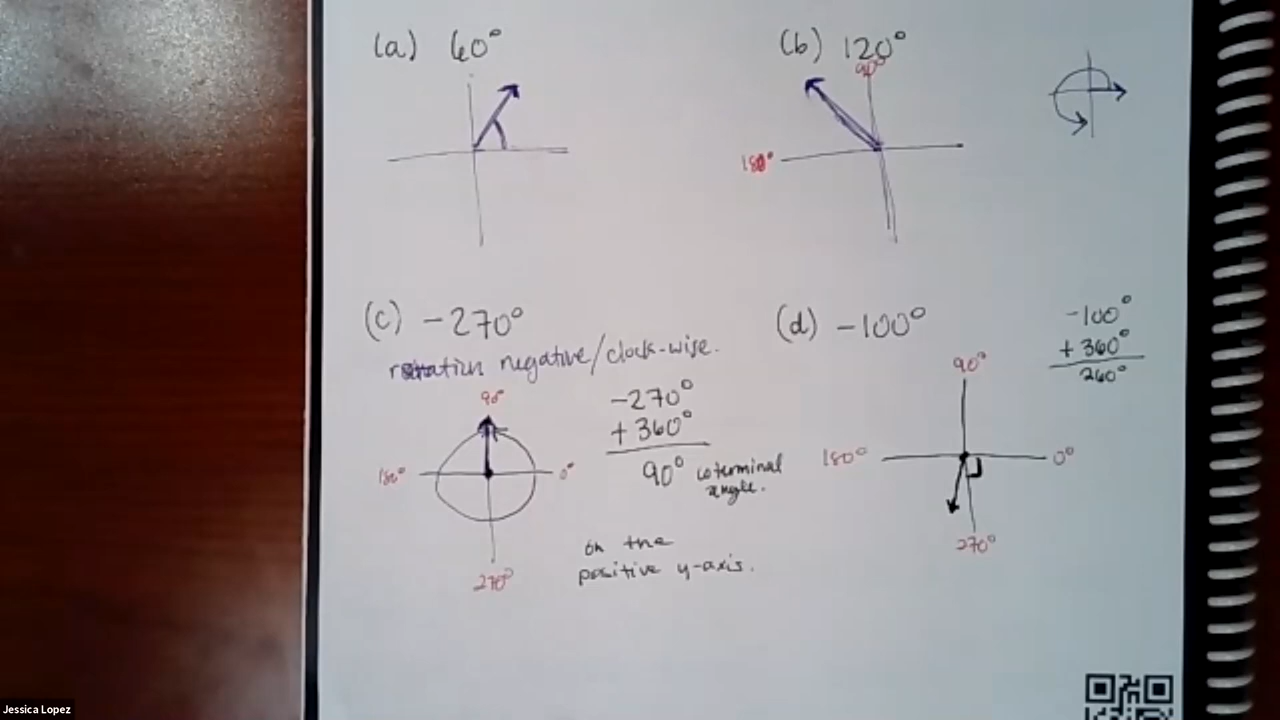 (a) 60°
(b) 120°
90°
180°
(c) -270°
rotation negative/clock-wise.
90°
180°
0°
270°
-270°
+ 360°
90° coterminal
angle.
on the
positive y-axis.
(d) -100°
-100°
+ 360°
260°
90°
180°
0°
270°
Jessica Lopez